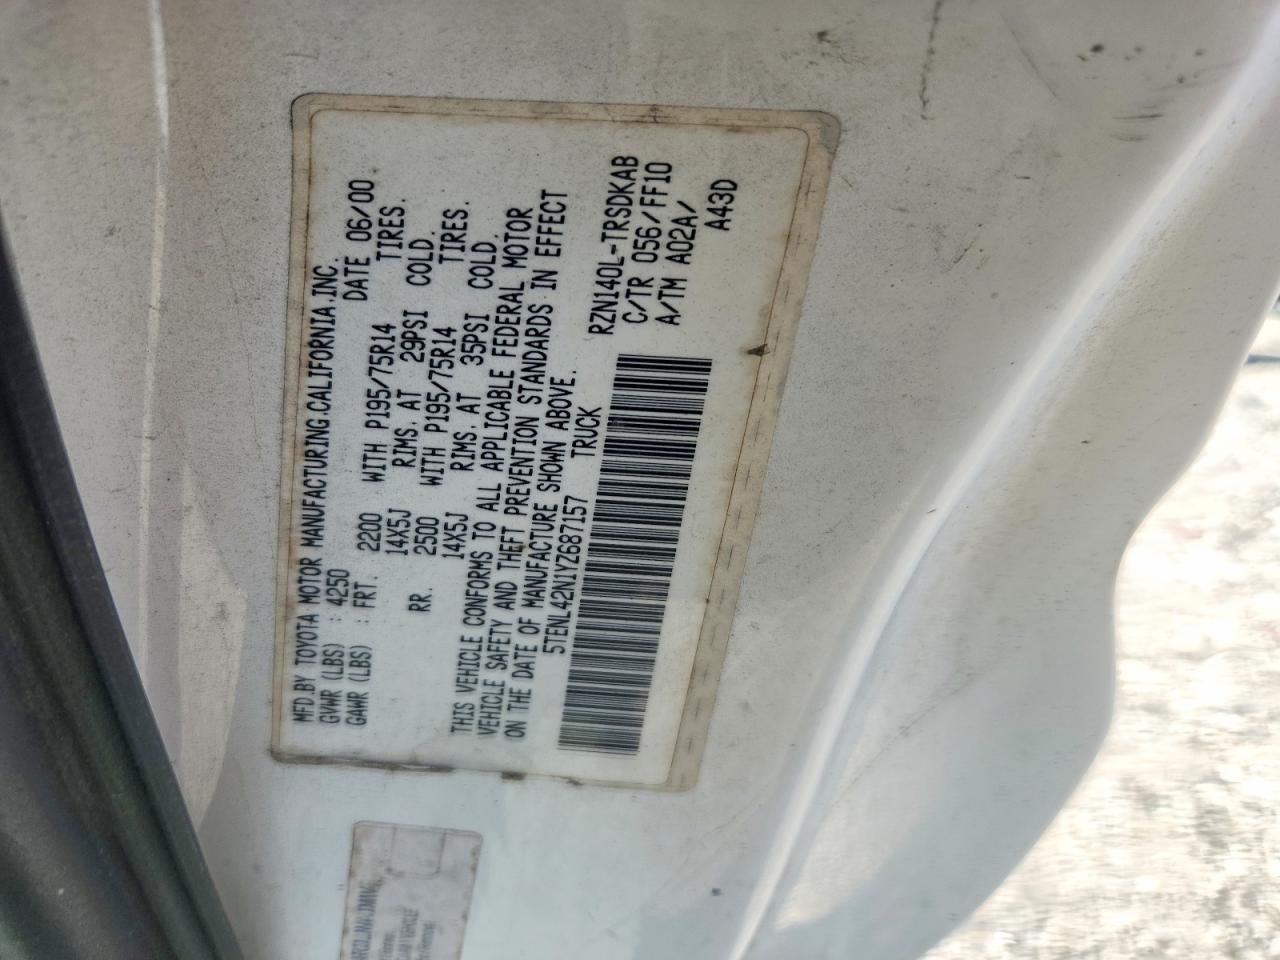 MFD.BY TOYOTA MOTOR MANUFACTURING,CALIFORNIA,INC.
GVWR (LBS) : 4250 DATE 06/00
GAWR (LBS) : FRT. 2200 WITH P195/75R14 TIRES.
14X5J RIMS, AT 29PSI COLD.
RR. 2500 WITH P195/75R14 TIRES.
14X5J RIMS, AT 35PSI COLD.
THIS VEHICLE CONFORMS TO ALL APPLICABLE FEDERAL MOTOR
VEHICLE SAFETY AND THEFT PREVENTION STANDARDS IN EFFECT
ON THE DATE OF MANUFACTURE SHOWN ABOVE.
5TENL42N1YZ687157 TRUCK
RZN140L-TRSDKAB
C/TR 056/FF10
A/TM A02A/
A43D
VEHICLE